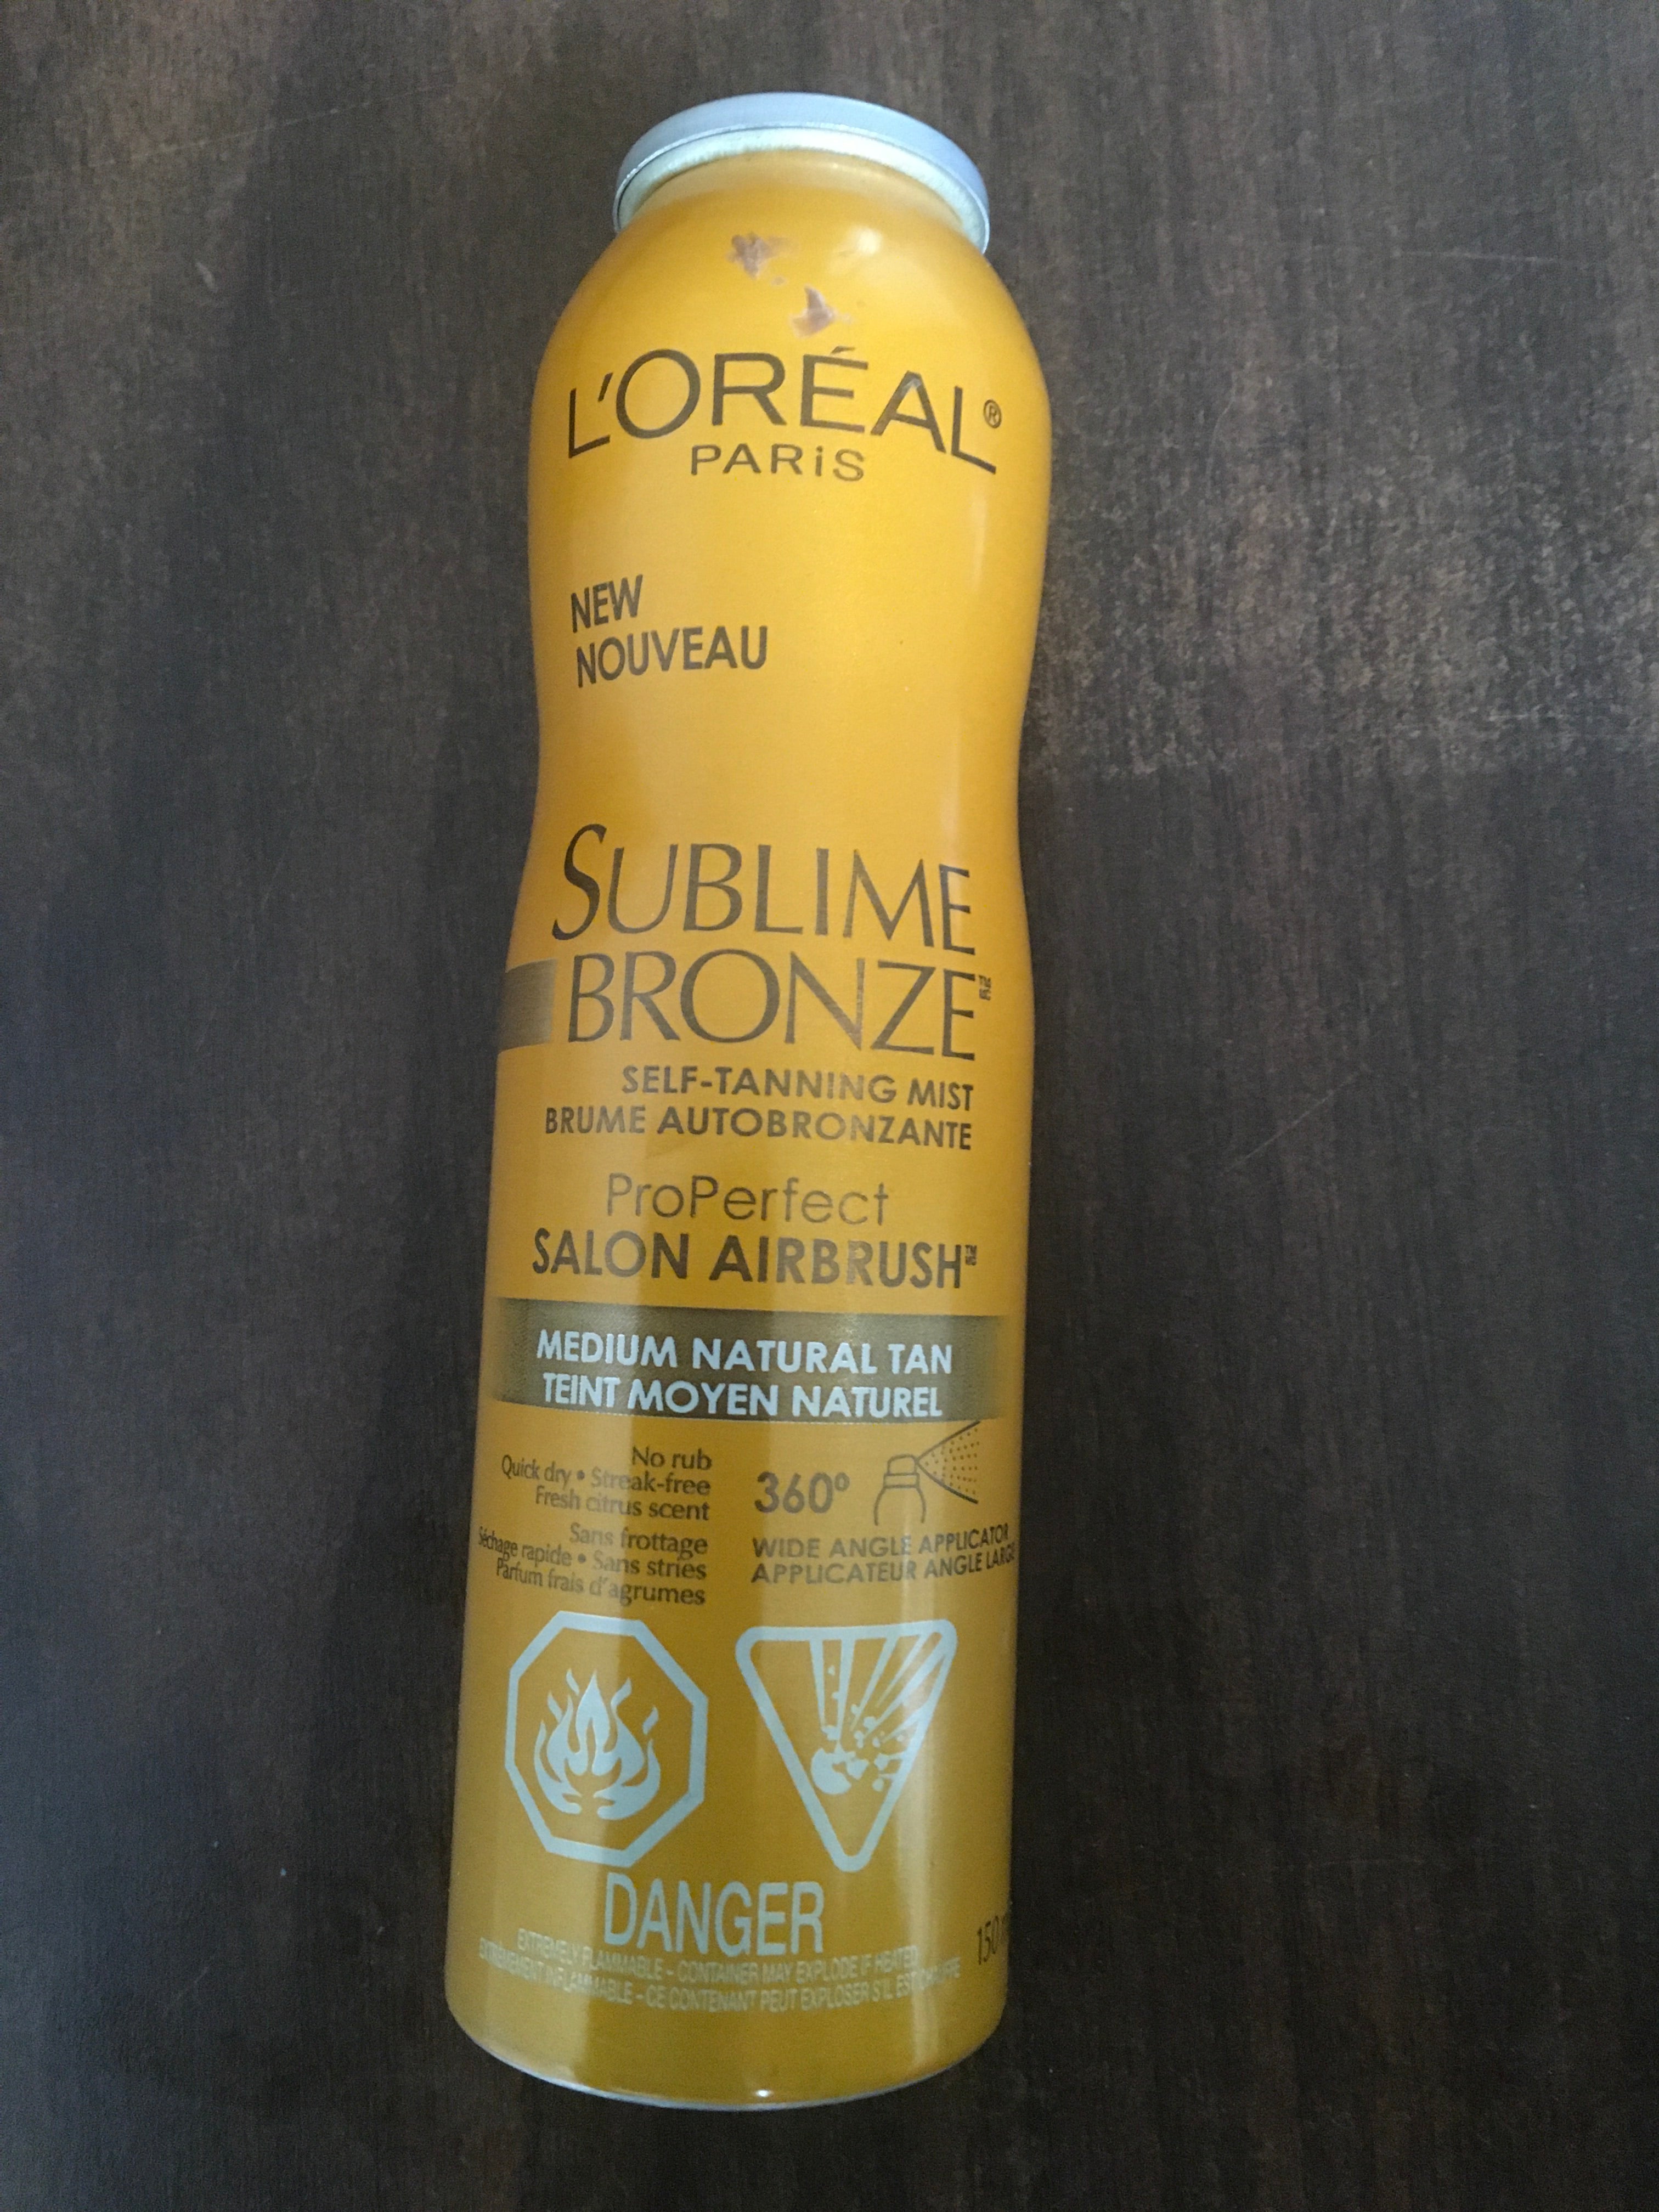 L'ORÉAL®
PARiS
NEW
NOUVEAU
SUBLIME
BRONZE™
SELF-TANNING MIST
BRUME AUTOBRONZANTE
ProPerfect
SALON AIRBRUSH™
MEDIUM NATURAL TAN
TEINT MOYEN NATUREL
No rub
Quick dry • Streak-free
Fresh citrus scent
Sans frottage
Séchage rapide • Sans stries
Parfum frais d'agrumes
360°
WIDE ANGLE APPLICATOR
APPLICATEUR ANGLE LARGE
DANGER
EXTREMELY FLAMMABLE – CONTAINER MAY EXPLODE IF HEATED
EXTRÊMEMENT INFLAMMABLE – CE CONTENANT PEUT EXPLOSER S'IL EST CHAUFFÉ
150